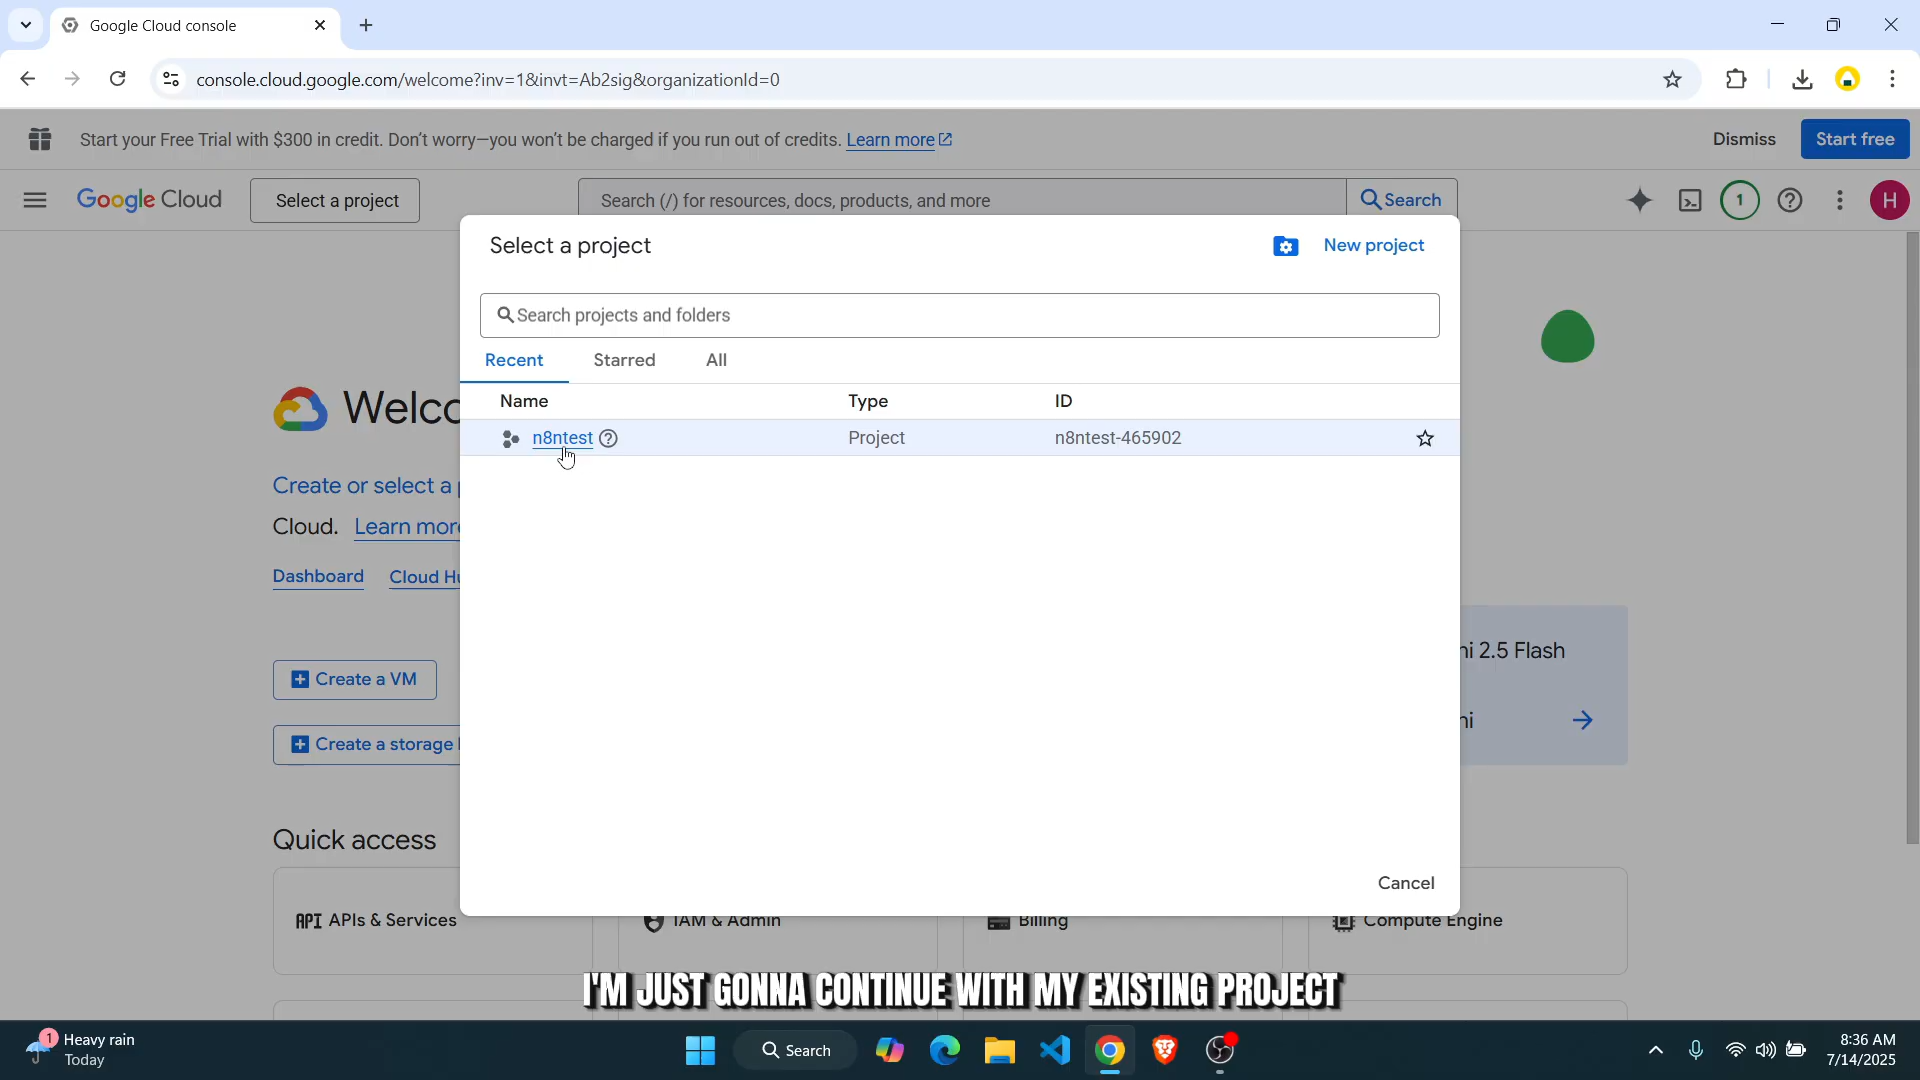 Google Cloud console
console.cloud.google.com/welcome?inv=1&invt=Ab2sig&organizationId=0
Start your Free Trial with $300 in credit. Don't worry—you won't be charged if you run out of credits. Learn more
Dismiss
Start free
Google Cloud
Select a project
Search (/) for resources, docs, products, and more
Search
1
H
Select a project
New project
Search projects and folders
Recent
Starred
All
Name
Type
ID
n8ntest
Project
n8ntest-465902
Welco
Create or select a p
Cloud. Learn more
Dashboard
Cloud Hu
ni 2.5 Flash
Create a VM
ni
Create a storage b
Quick access
Cancel
API APIs & Services
IAM & Admin
Billing
Compute Engine
I'M JUST GONNA CONTINUE WITH MY EXISTING PROJECT
1
Heavy rain
Today
Search
8:36 AM
7/14/2025